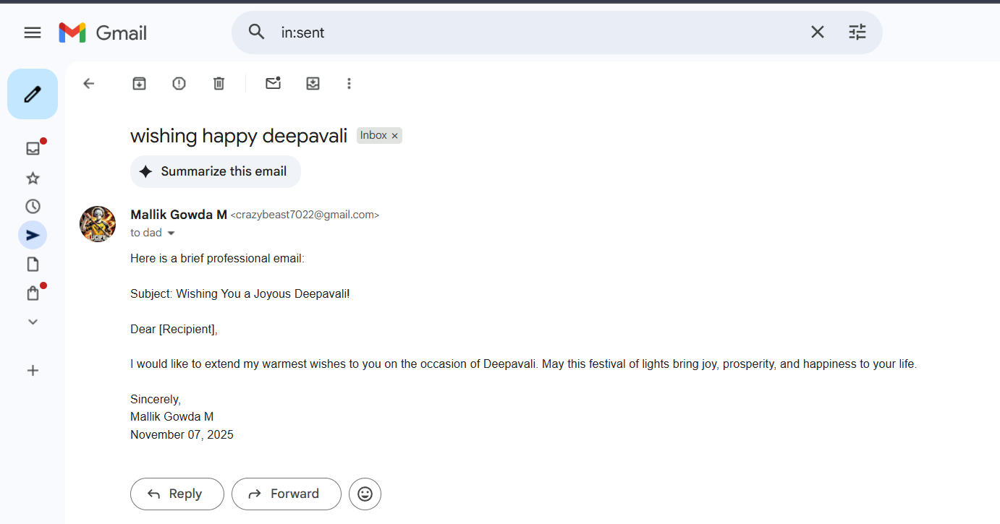 Gmail
in:sent
wishing happy deepavali Inbox ×
Summarize this email
Mallik Gowda M <crazybeast7022@gmail.com>
to dad
Here is a brief professional email:
Subject: Wishing You a Joyous Deepavali!
Dear [Recipient],
I would like to extend my warmest wishes to you on the occasion of Deepavali. May this festival of lights bring joy, prosperity, and happiness to your life.
Sincerely,
Mallik Gowda M
November 07, 2025
Reply Forward